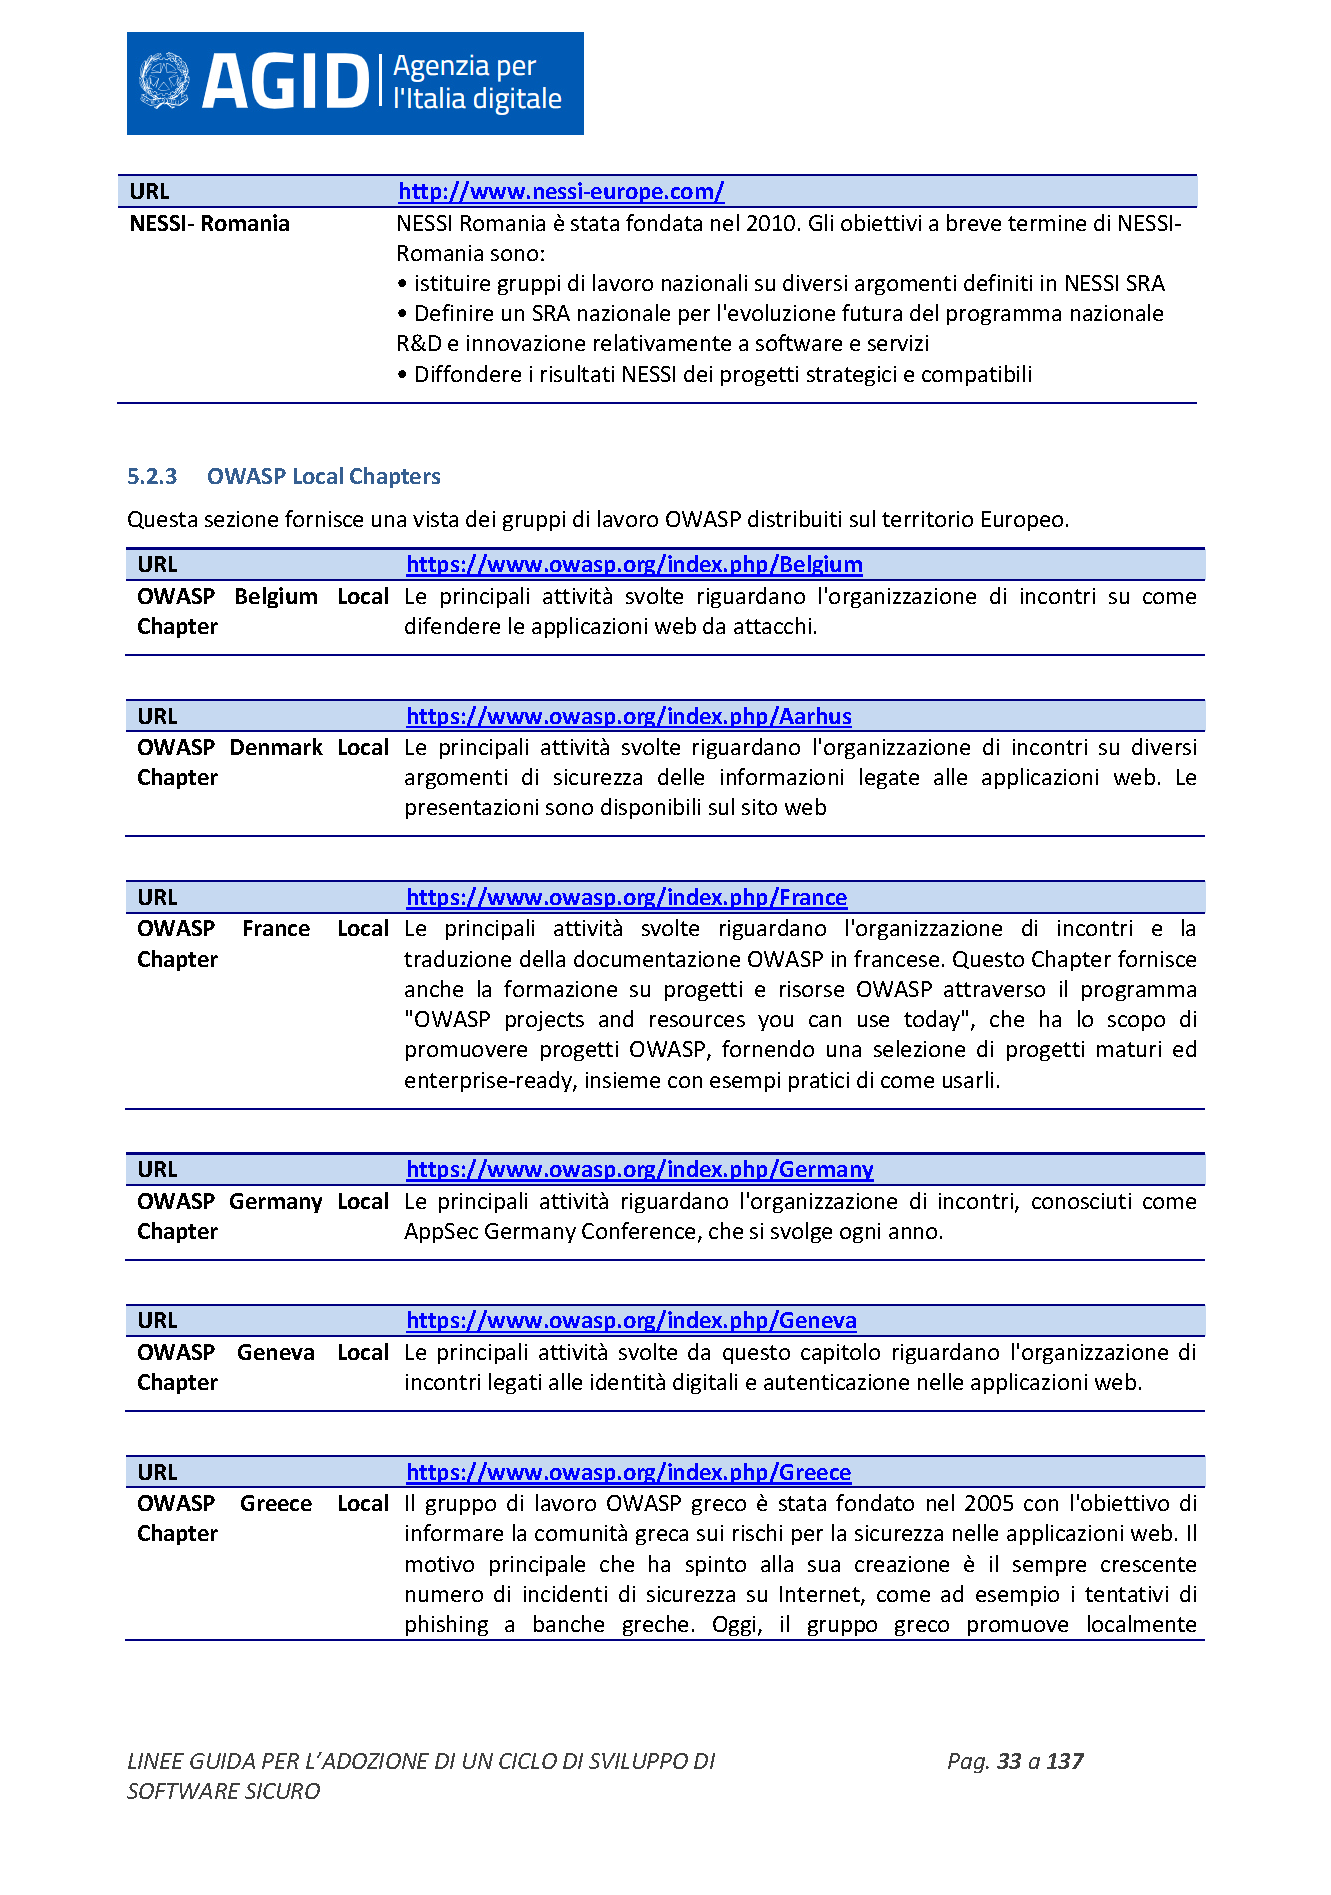 AGID Agenzia per
l'Italia digitale
URL http://www.nessi-europe.com/
NESSI- Romania NESSI Romania è stata fondata nel 2010. Gli obiettivi a breve termine di NESSI-
Romania sono:
• istituire gruppi di lavoro nazionali su diversi argomenti definiti in NESSI SRA
• Definire un SRA nazionale per l'evoluzione futura del programma nazionale
R&D e innovazione relativamente a software e servizi
• Diffondere i risultati NESSI dei progetti strategici e compatibili
5.2.3 OWASP Local Chapters
Questa sezione fornisce una vista dei gruppi di lavoro OWASP distribuiti sul territorio Europeo.
URL https://www.owasp.org/index.php/Belgium
OWASP Belgium Local Le principali attività svolte riguardano l'organizzazione di incontri su come
Chapter difendere le applicazioni web da attacchi.
URL https://www.owasp.org/index.php/Aarhus
OWASP Denmark Local Le principali attività svolte riguardano l'organizzazione di incontri su diversi
Chapter argomenti di sicurezza delle informazioni legate alle applicazioni web. Le
presentazioni sono disponibili sul sito web
URL https://www.owasp.org/index.php/France
OWASP France Local Le principali attività svolte riguardano l'organizzazione di incontri e la
Chapter traduzione della documentazione OWASP in francese. Questo Chapter fornisce
anche la formazione su progetti e risorse OWASP attraverso il programma
"OWASP projects and resources you can use today", che ha lo scopo di
promuovere progetti OWASP, fornendo una selezione di progetti maturi ed
enterprise-ready, insieme con esempi pratici di come usarli.
URL https://www.owasp.org/index.php/Germany
OWASP Germany Local Le principali attività riguardano l'organizzazione di incontri, conosciuti come
Chapter AppSec Germany Conference, che si svolge ogni anno.
URL https://www.owasp.org/index.php/Geneva
OWASP Geneva Local Le principali attività svolte da questo capitolo riguardano l'organizzazione di
Chapter incontri legati alle identità digitali e autenticazione nelle applicazioni web.
URL https://www.owasp.org/index.php/Greece
OWASP Greece Local Il gruppo di lavoro OWASP greco è stata fondato nel 2005 con l'obiettivo di
Chapter informare la comunità greca sui rischi per la sicurezza nelle applicazioni web. Il
motivo principale che ha spinto alla sua creazione è il sempre crescente
numero di incidenti di sicurezza su Internet, come ad esempio i tentativi di
phishing a banche greche. Oggi, il gruppo greco promuove localmente
LINEE GUIDA PER L’ADOZIONE DI UN CICLO DI SVILUPPO DI Pag. 33 a 137
SOFTWARE SICURO